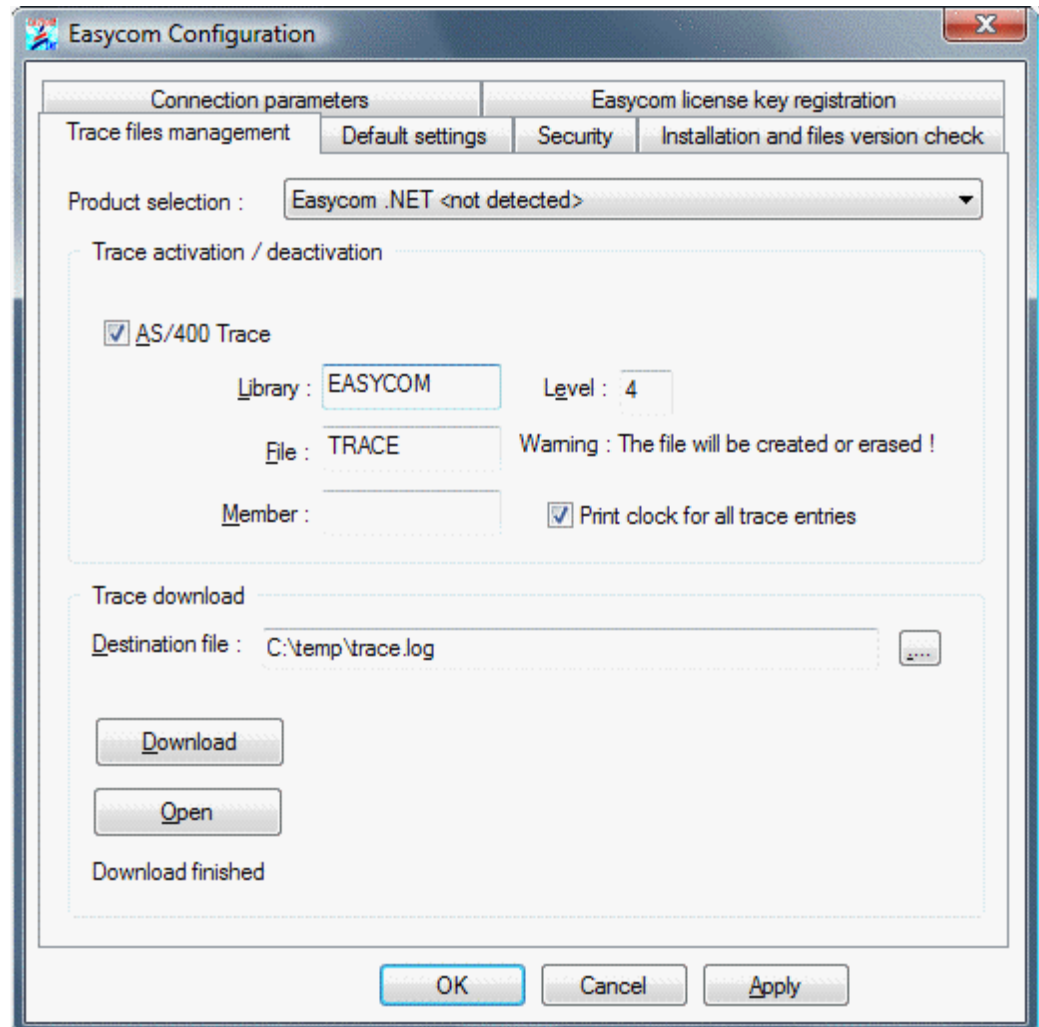 Easycom Configuration
Connection parameters
Easycom license key registration
Trace files management
Default settings
Security
Installation and files version check
Product selection :
Easycom .NET <not detected>
Trace activation / deactivation
AS/400 Trace
Library : EASYCOM
Level : 4
File : TRACE
Warning : The file will be created or erased !
Member :
Print clock for all trace entries
Trace download
Destination file : C:\temp\trace.log
....
Download
Open
Download finished
OK
Cancel
Apply